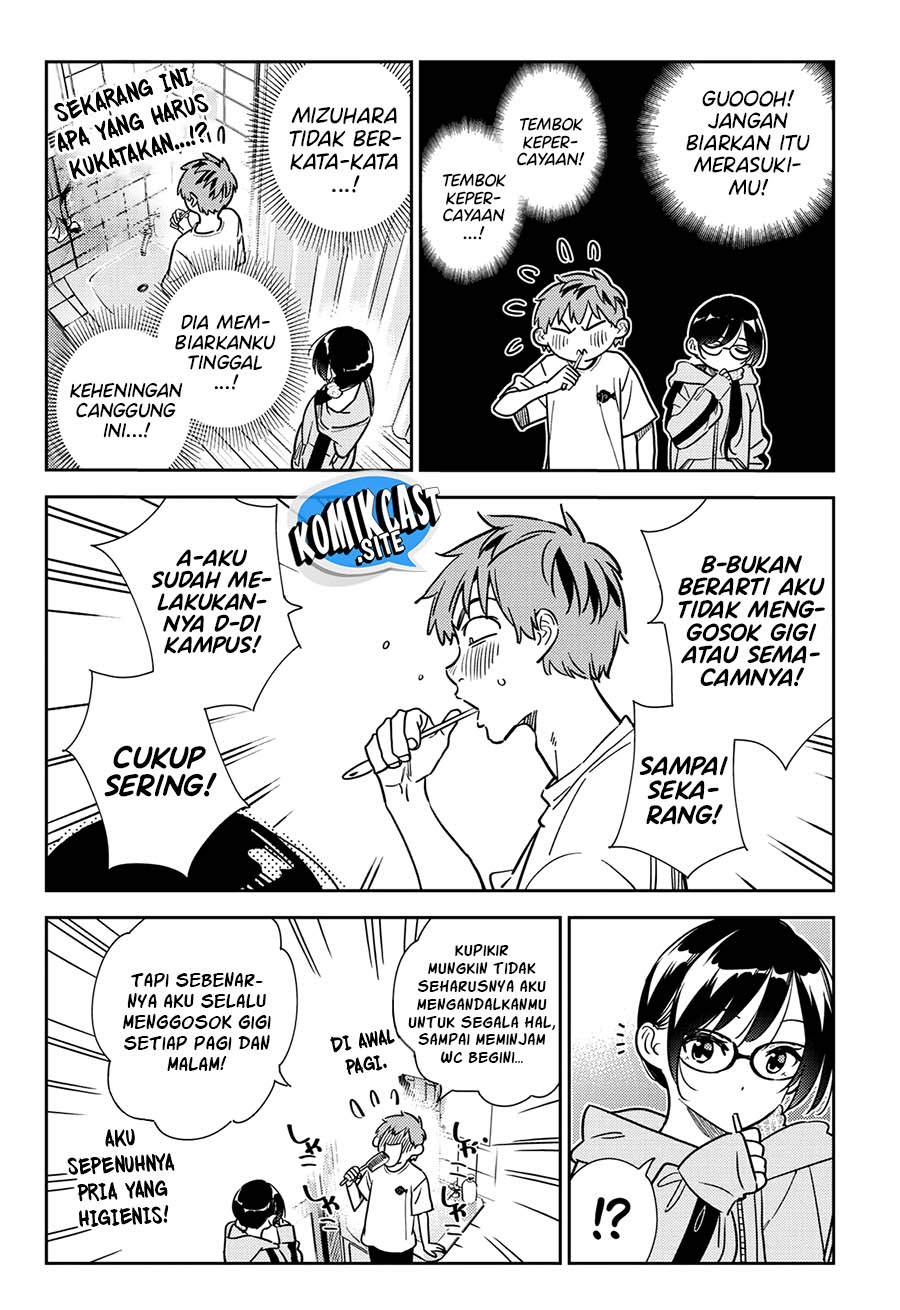 GUOOOH!
JANGAN
BIARKAN ITU
MERASUKI-
MU!
TEMBOK
KEPER-
CAYAAN!
TEMBOK
KEPER-
CAYAAN
...!
MIZUHARA
TIDAK BER-
KATA-KATA
...!
SEKARANG INI
APA YANG HARUS
KUKATAKAN...!?
DIA MEM-
BIARKANKU
TINGGAL
...!
KEHENINGAN
CANGGUNG
INI...!
KOMIKCAST
.SITE
B-BUKAN
BERARTI AKU
TIDAK MENG-
GOSOK GIGI
ATAU SEMA-
CAMNYA!
SAMPAI
SEKA-
RANG!
A-AKU
SUDAH ME-
LAKUKAN-
NYA D-DI
KAMPUS!
CUKUP
SERING!
!?
KUPIKIR
MUNGKIN TIDAK
SEHARUSNYA AKU
MENGANDALKANMU
UNTUK SEGALA HAL,
SAMPAI MEMINJAM
WC BEGINI...
DI AWAL
PAGI.
TAPI SEBENAR-
NYA AKU SELALU
MENGGOSOK GIGI
SETIAP PAGI DAN
MALAM!
AKU
SEPENUHNYA
PRIA YANG
HIGIENIS!